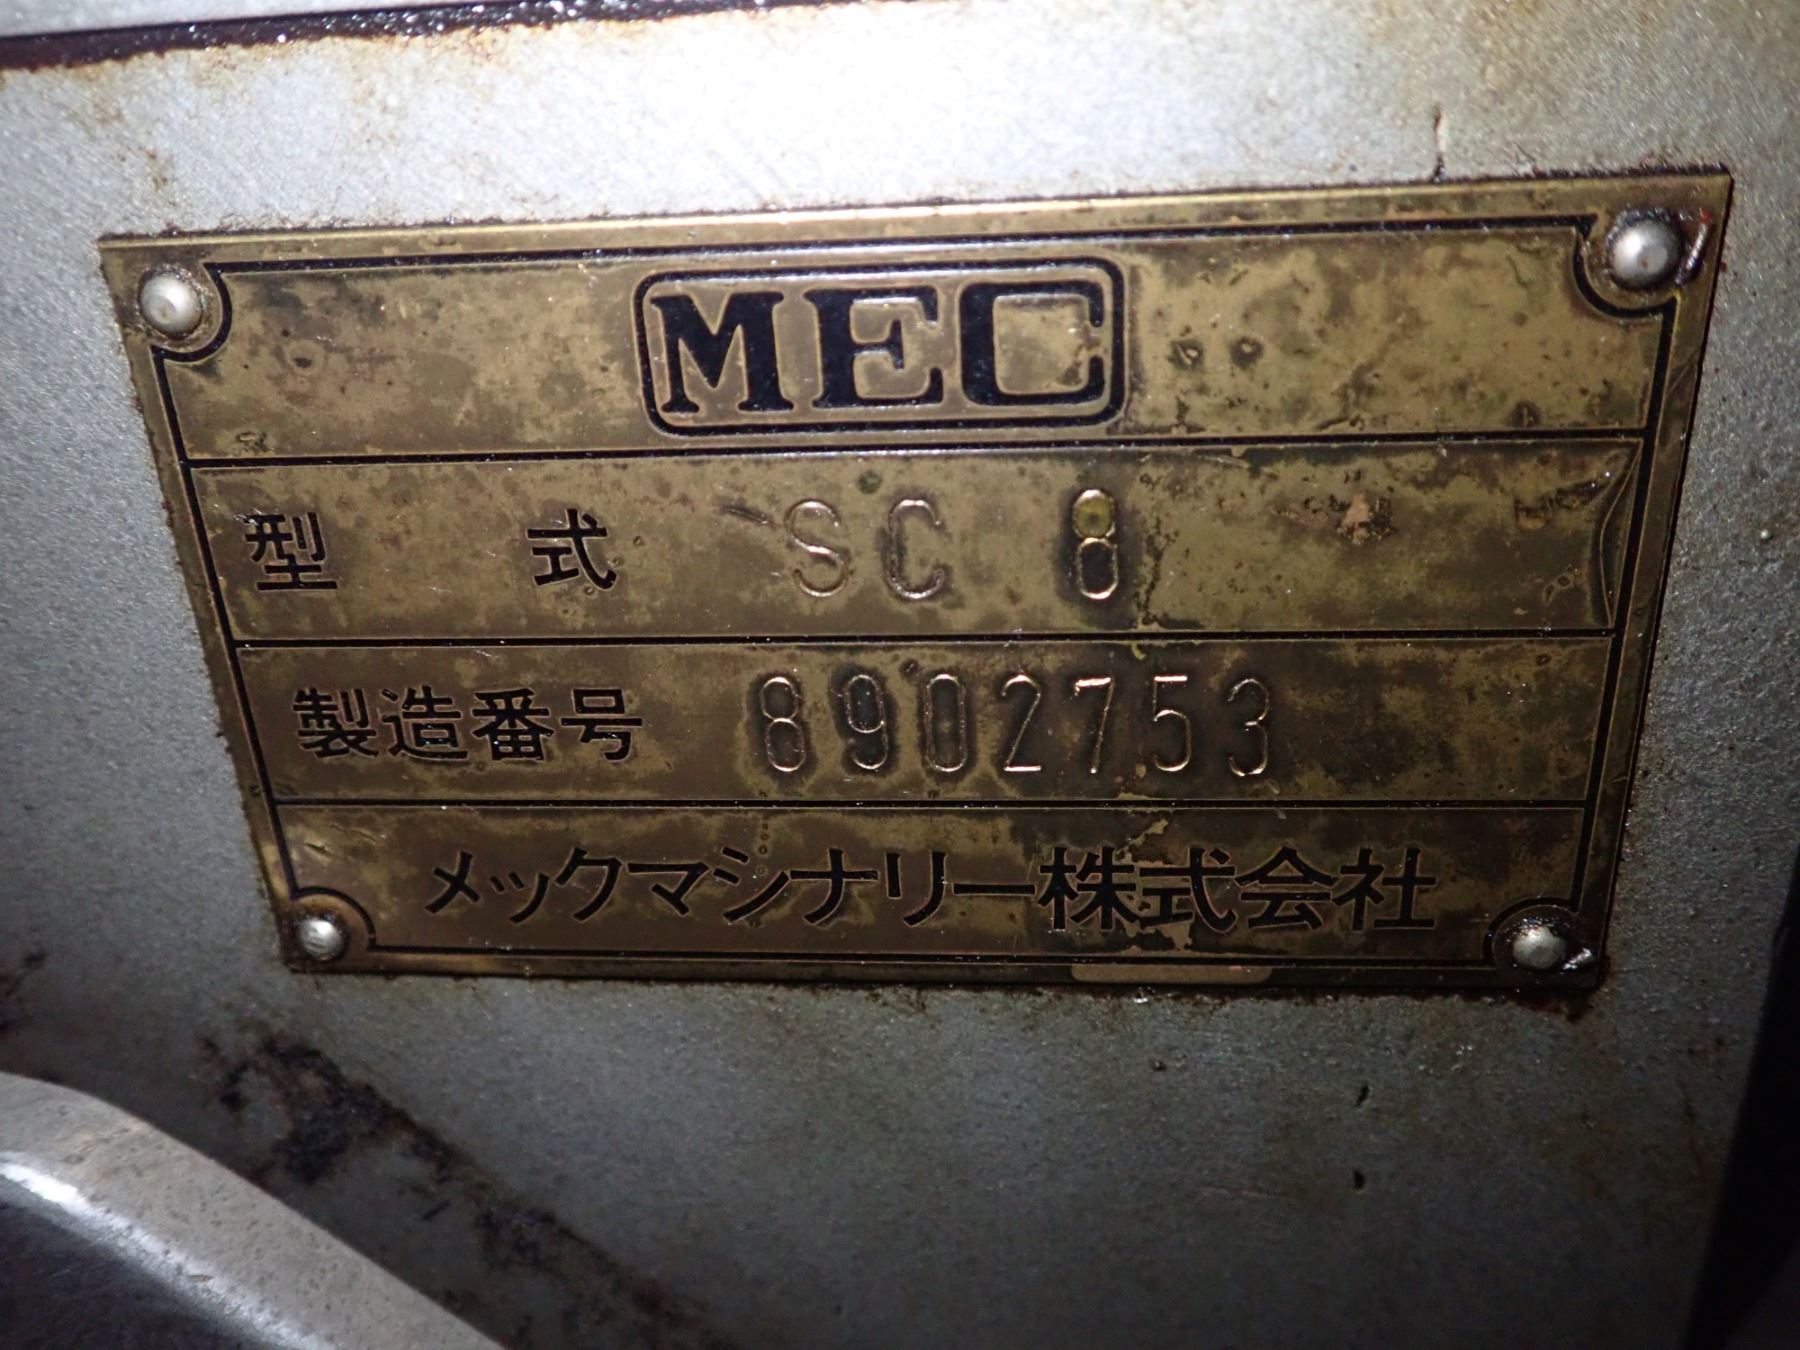 MEC
型式 SC 8
製造番号 8902753
メックマシナリー株式会社